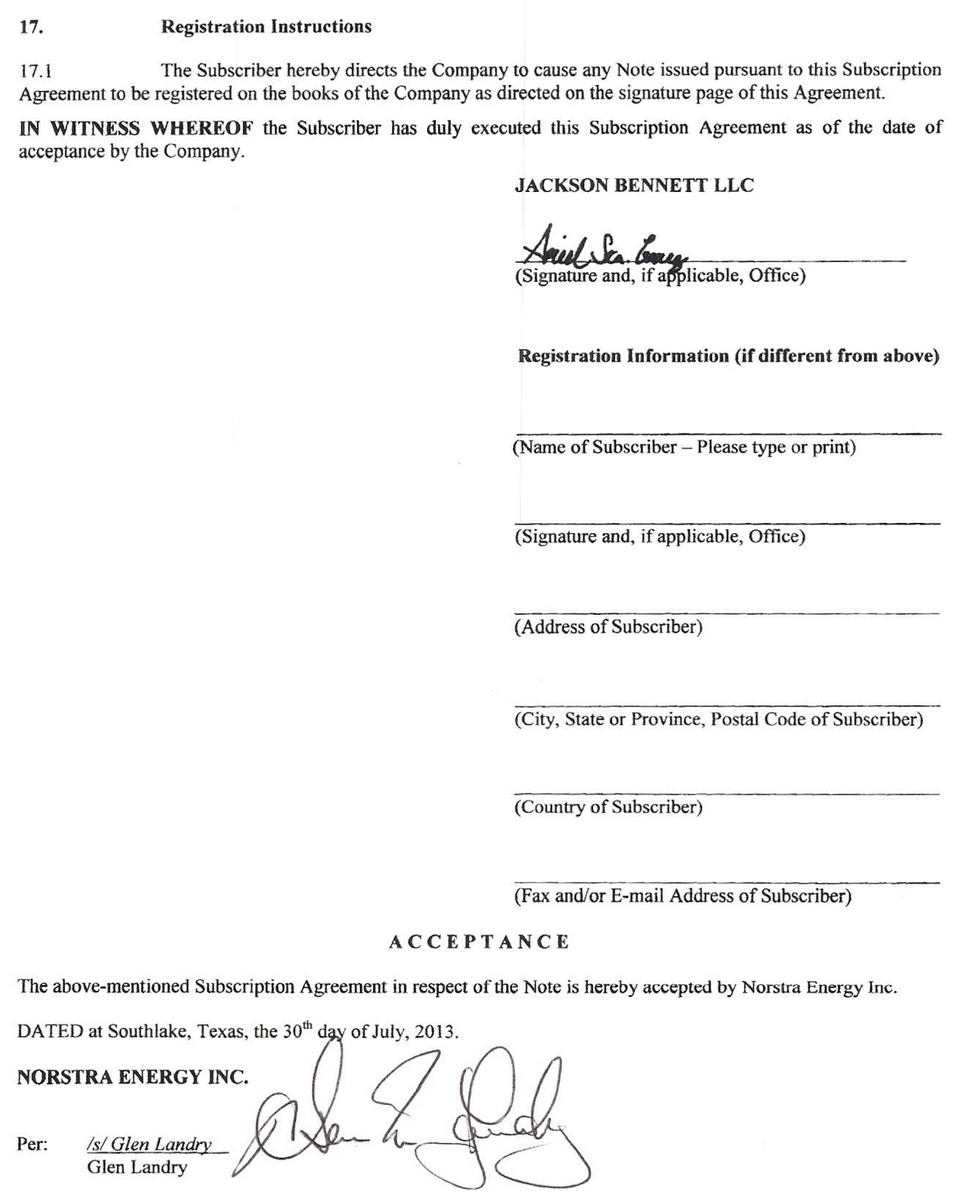 17. Registration Instructions
17.1 The Subscriber hereby directs the Company to cause any Note issued pursuant to this Subscription
Agreement to be registered on the books of the Company as directed on the signature page of this Agreement.
IN WITNESS WHEREOF the Subscriber has duly executed this Subscription Agreement as of the date of
acceptance by the Company.
JACKSON BENNETT LLC
(Signature and, if applicable, Office)
Registration Information (if different from above)
(Name of Subscriber – Please type or print)
(Signature and, if applicable, Office)
(Address of Subscriber)
(City, State or Province, Postal Code of Subscriber)
(Country of Subscriber)
(Fax and/or E-mail Address of Subscriber)
ACCEPTANCE
The above-mentioned Subscription Agreement in respect of the Note is hereby accepted by Norstra Energy Inc.
DATED at Southlake, Texas, the 30th day of July, 2013.
NORSTRA ENERGY INC.
Per: /s/ Glen Landry
Glen Landry